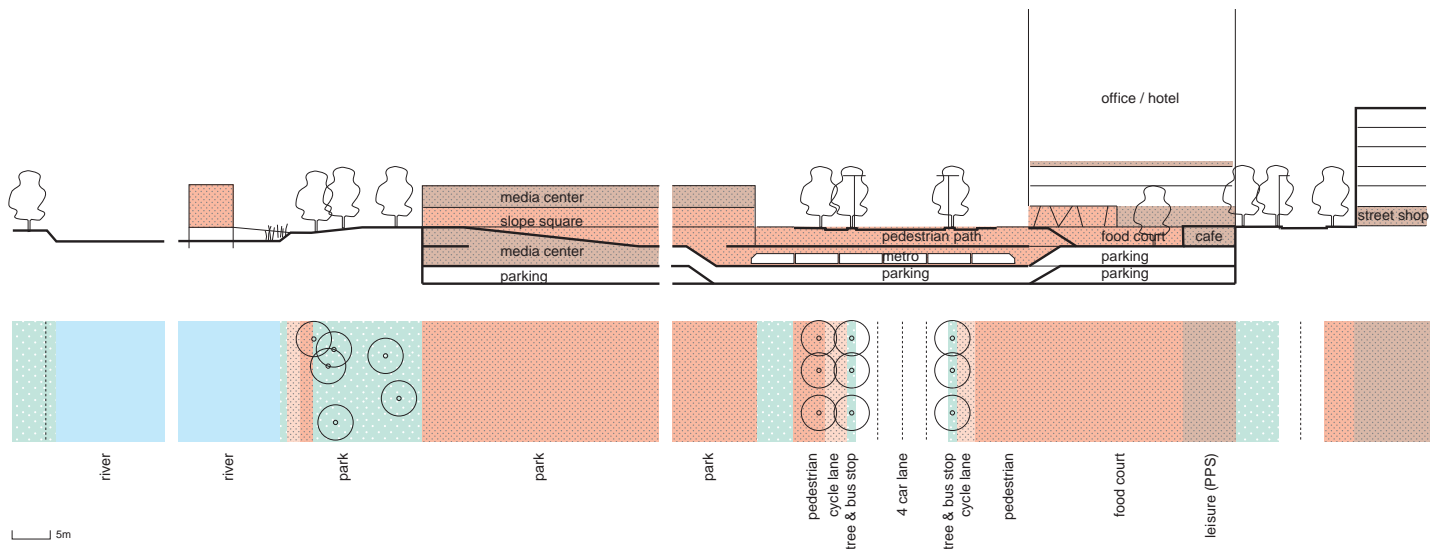 office / hotel
media center
slope square
street shop
pedestrian path
food court
cafe
media center
metro
parking
parking
parking
parking
river
river
park
park
park
pedestrian
cycle lane
tree & bus stop
4 car lane
tree & bus stop
cycle lane
pedestrian
food court
leisure (PPS)
5m